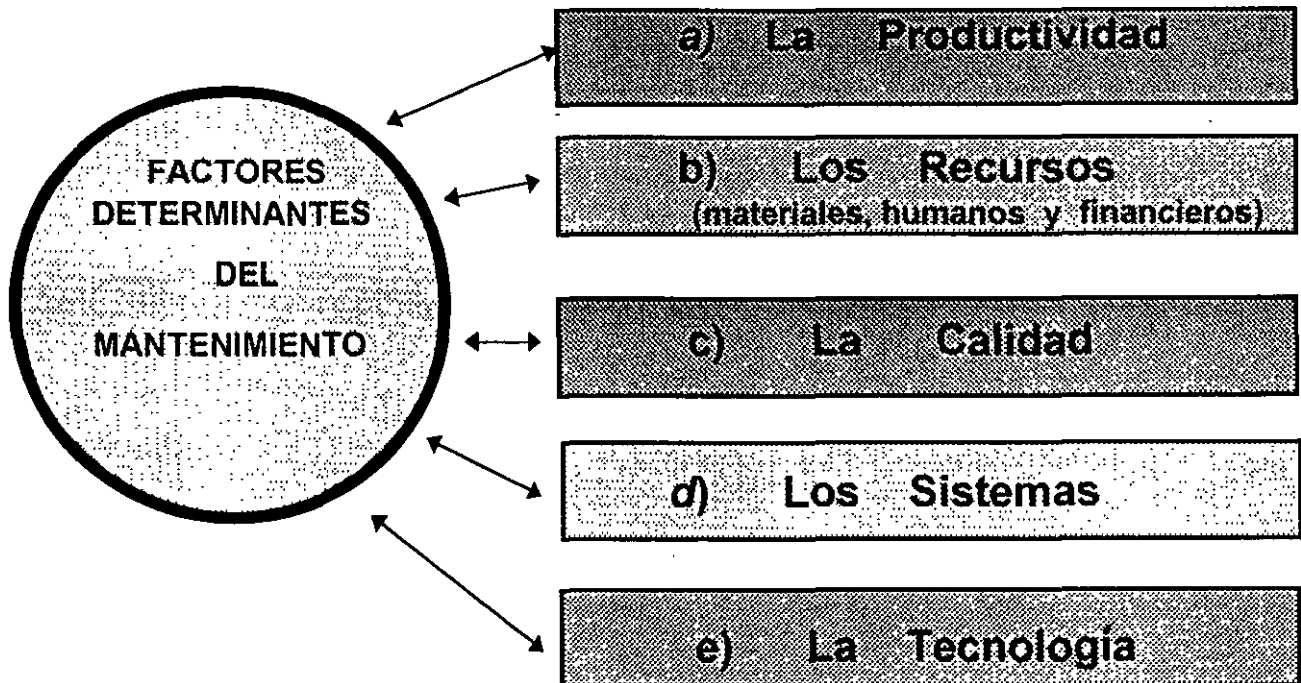 FACTORES
DETERMINANTES
DEL
MANTENIMIENTO
a) La Productividad
b) Los Recursos
(materiales, humanos y financieros)
c) La Calidad
d) Los Sistemas
e) La Tecnología